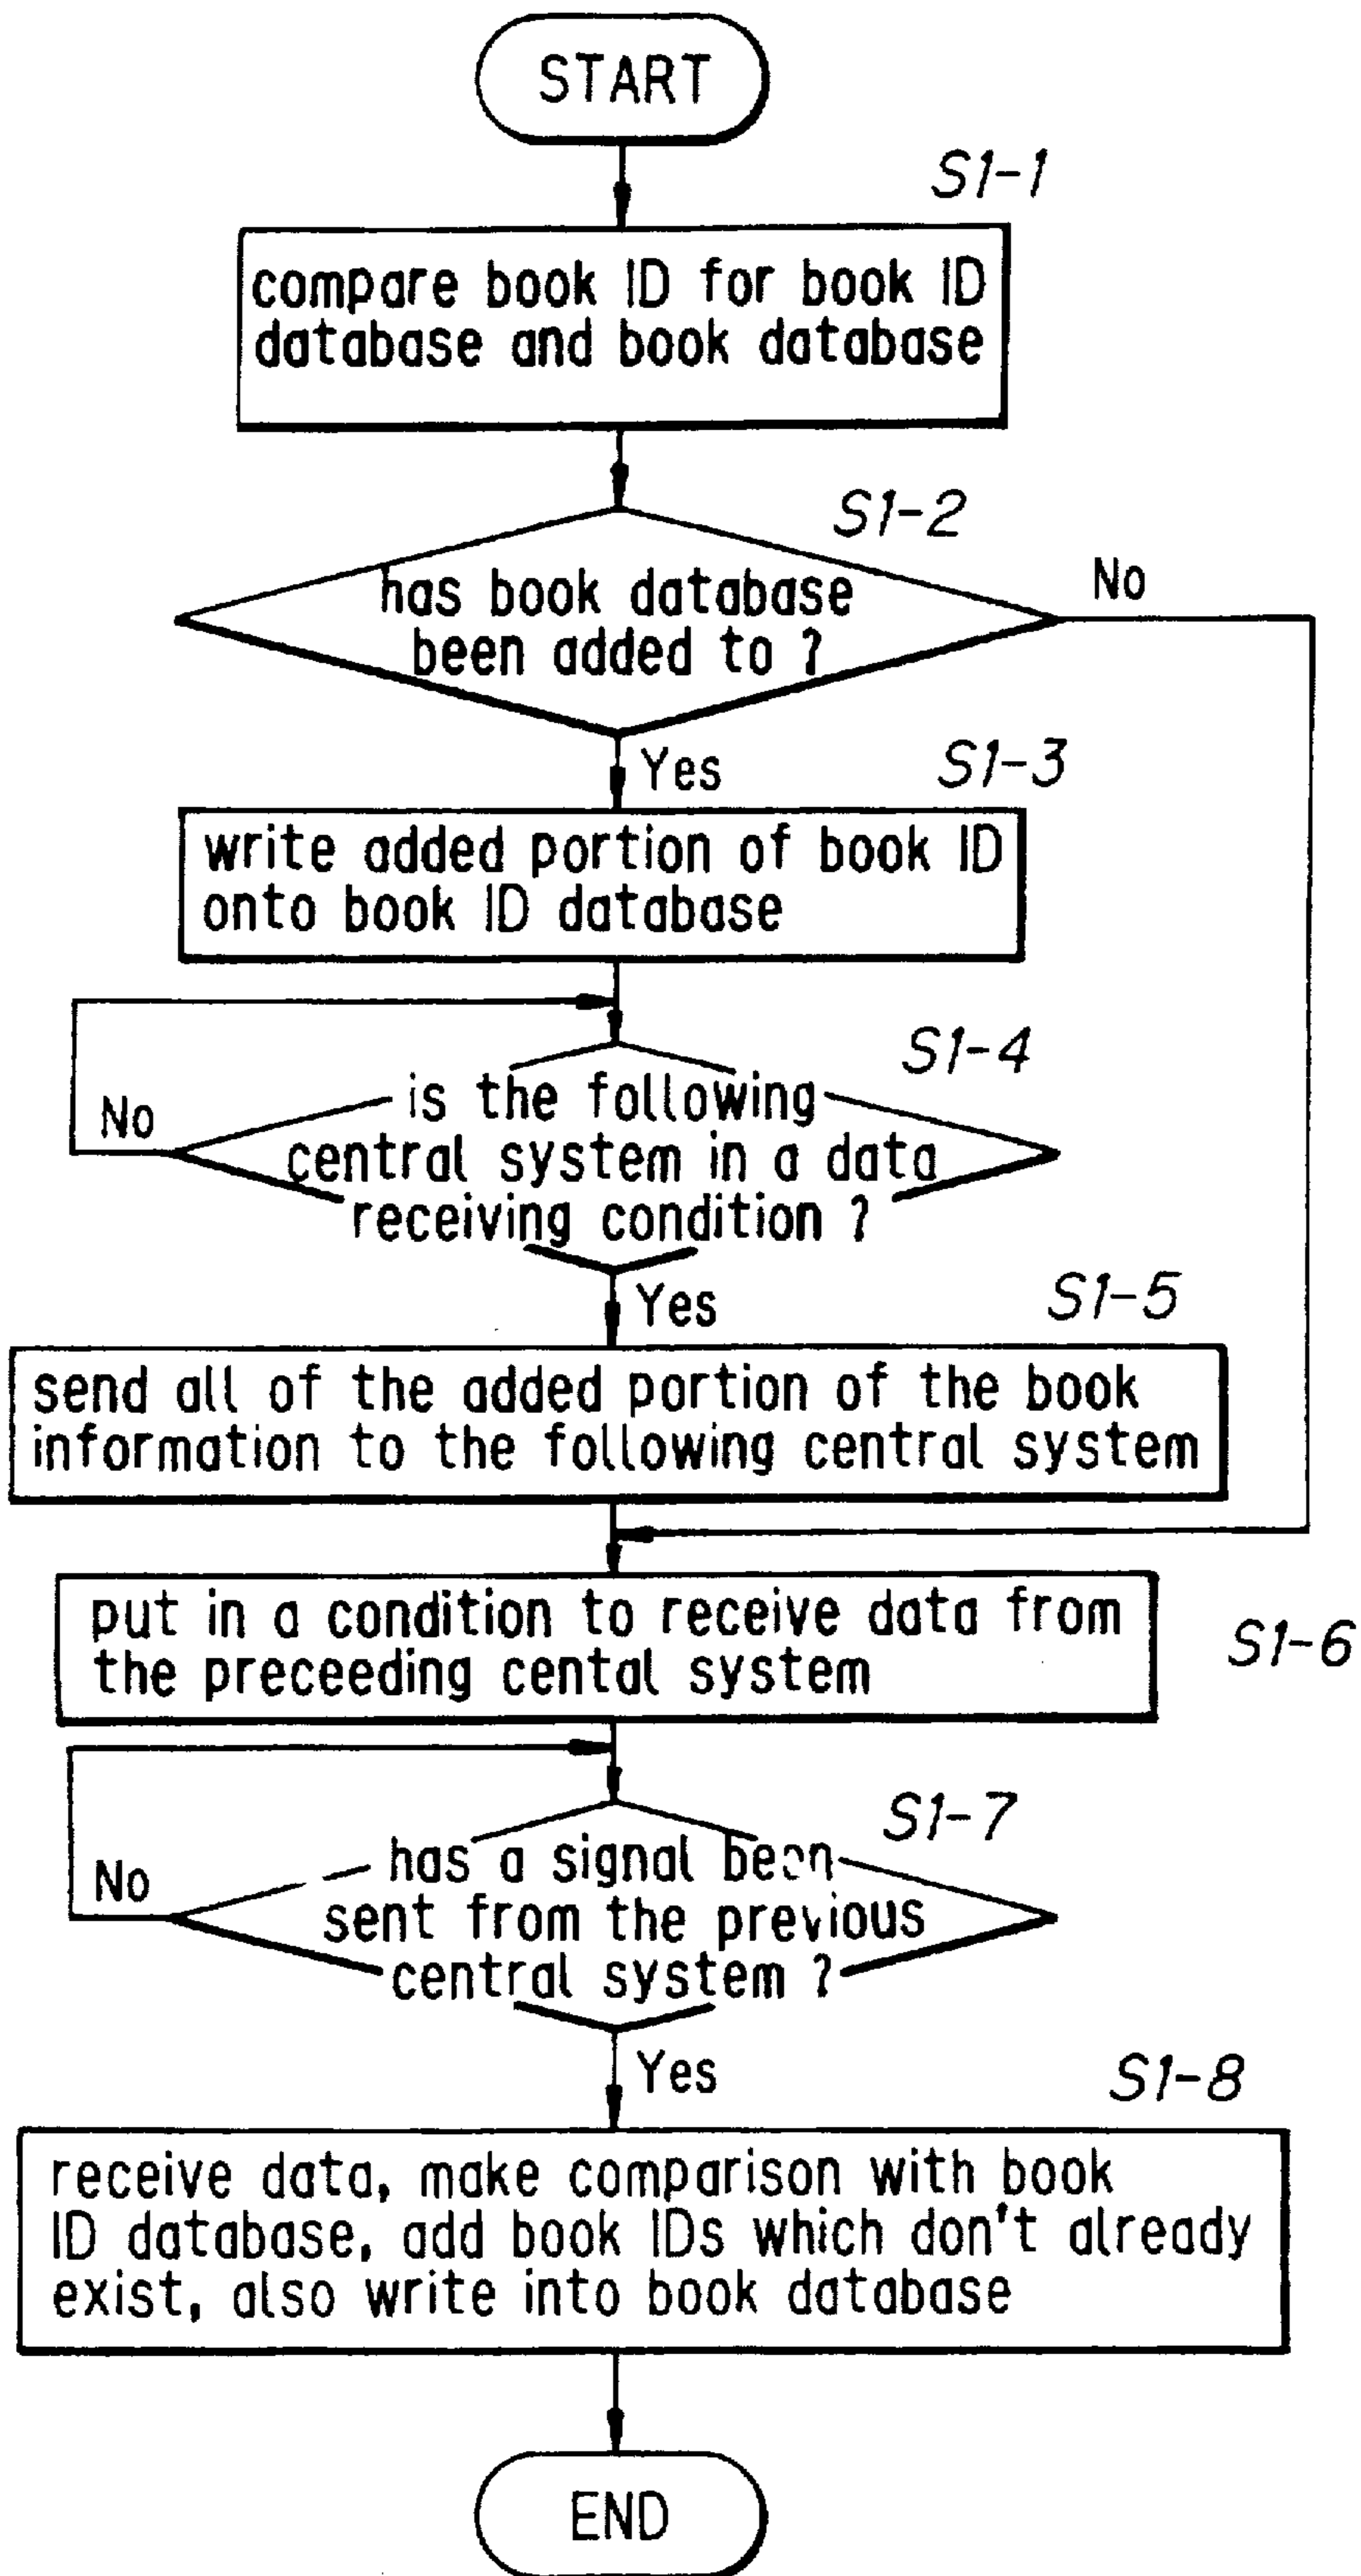 START
S1-1
compare book ID for book ID
database and book database
S1-2
has book database
been added to ?
No
Yes
S1-3
write added portion of book ID
onto book ID database
S1-4
is the following
central system in a data
receiving condition ?
No
Yes
S1-5
send all of the added portion of the book
information to the following central system
put in a condition to receive data from
the preceeding cental system
S1-6
S1-7
has a signal been
sent from the previous
central system ?
No
Yes
S1-8
receive data, make comparison with book
ID database, add book IDs which don't already
exist, also write into book database
END